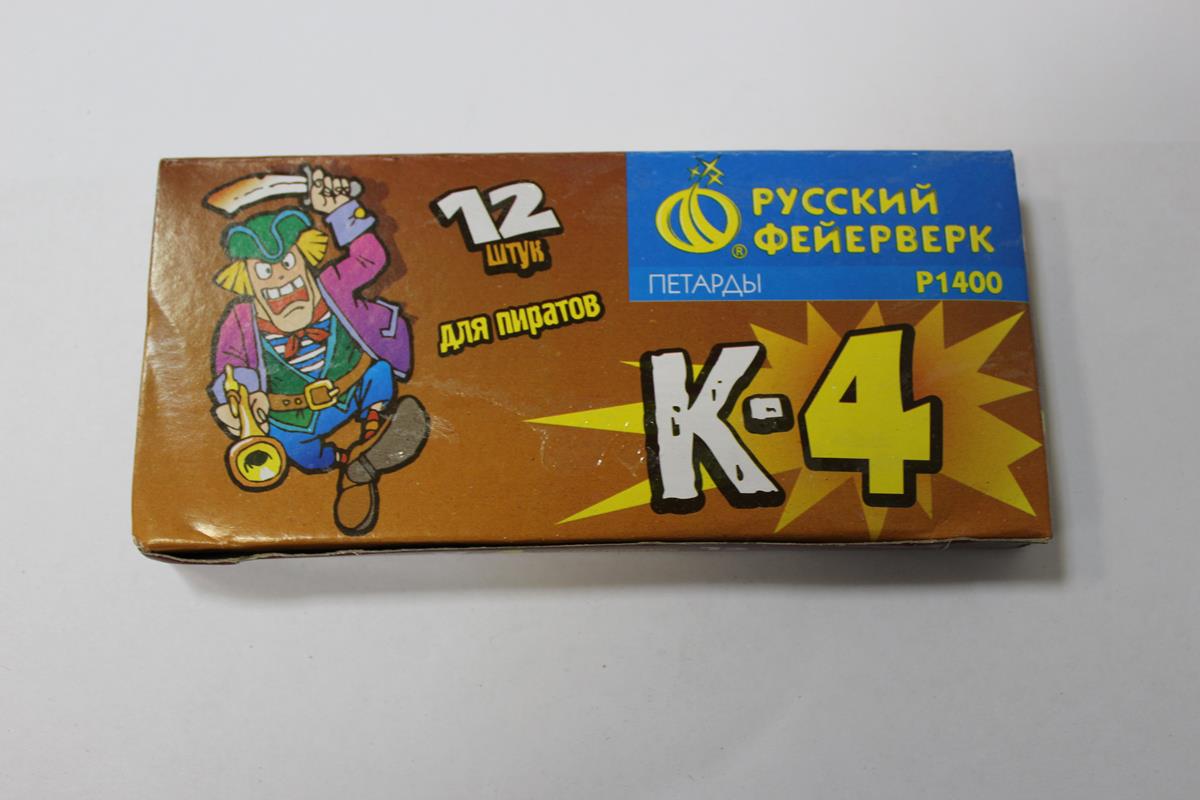 12
штук
для пиратов
РУССКИЙ
ФЕЙЕРВЕРК
®
ПЕТАРДЫ
Р1400
К-4